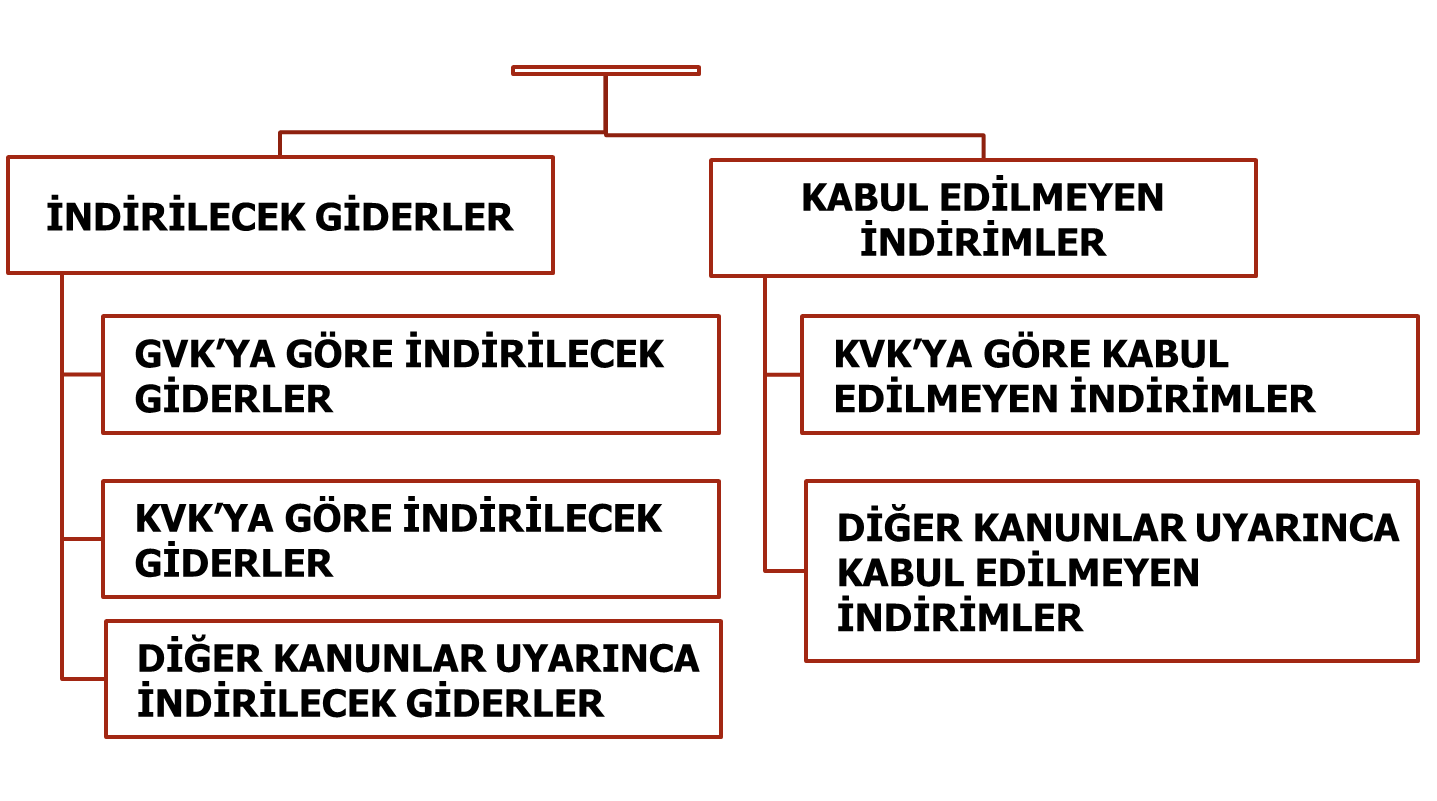 İNDİRİLECEK GİDERLER
GVK’YA GÖRE İNDİRİLECEK
GİDERLER
KVK’YA GÖRE İNDİRİLECEK
GİDERLER
DİĞER KANUNLAR UYARINCA
İNDİRİLECEK GİDERLER
KABUL EDİLMEYEN
İNDİRİMLER
KVK’YA GÖRE KABUL
EDİLMEYEN İNDİRİMLER
DİĞER KANUNLAR UYARINCA
KABUL EDİLMEYEN
İNDİRİMLER